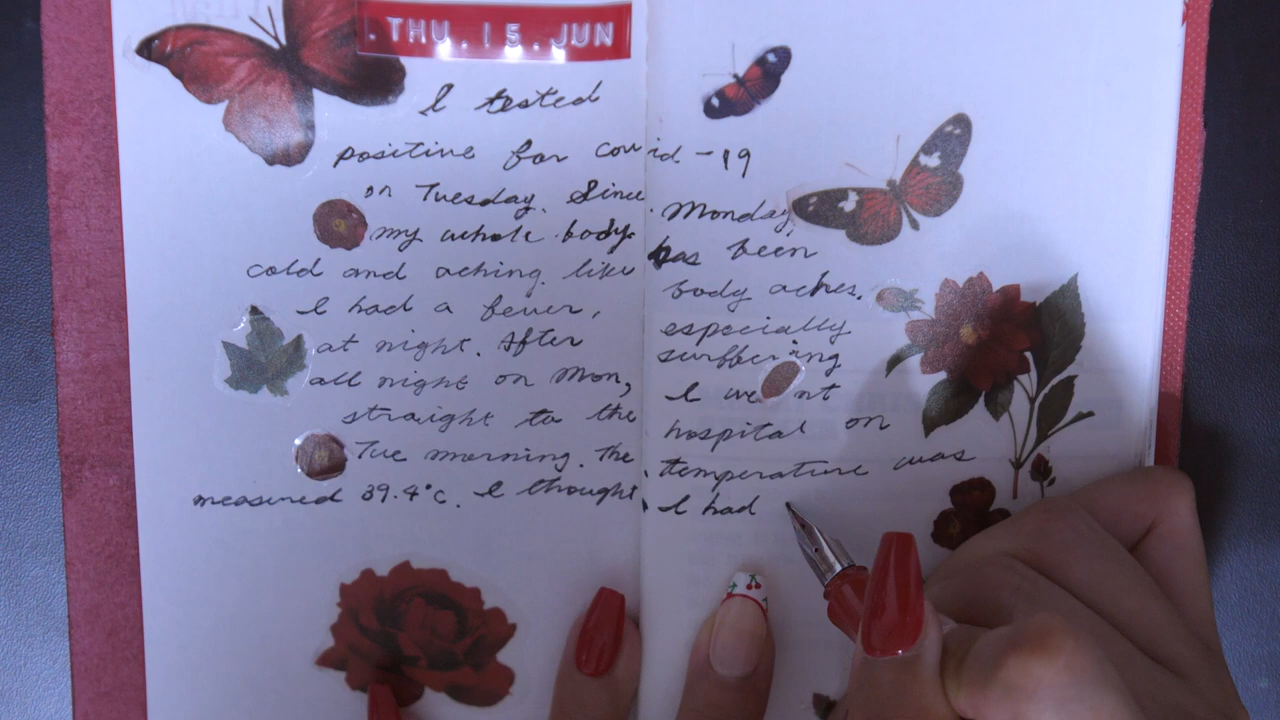 . THU . 15 . JUN
I tested
positive for covid-19
on Tuesday. Since Monday,
my whole body has been
cold and aching like body aches.
I had a fever, especially
at night. After surffering
all night on Mon, I went
straight to the hospital on
Tue morning. The temperature was
measured 39.4°C. I thought I had